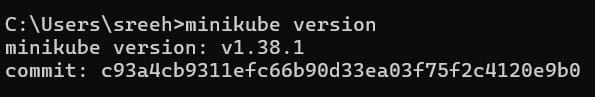 C:\Users\sreeh>minikube version
minikube version: v1.38.1
commit: c93a4cb9311efc66b90d33ea03f75f2c4120e9b0